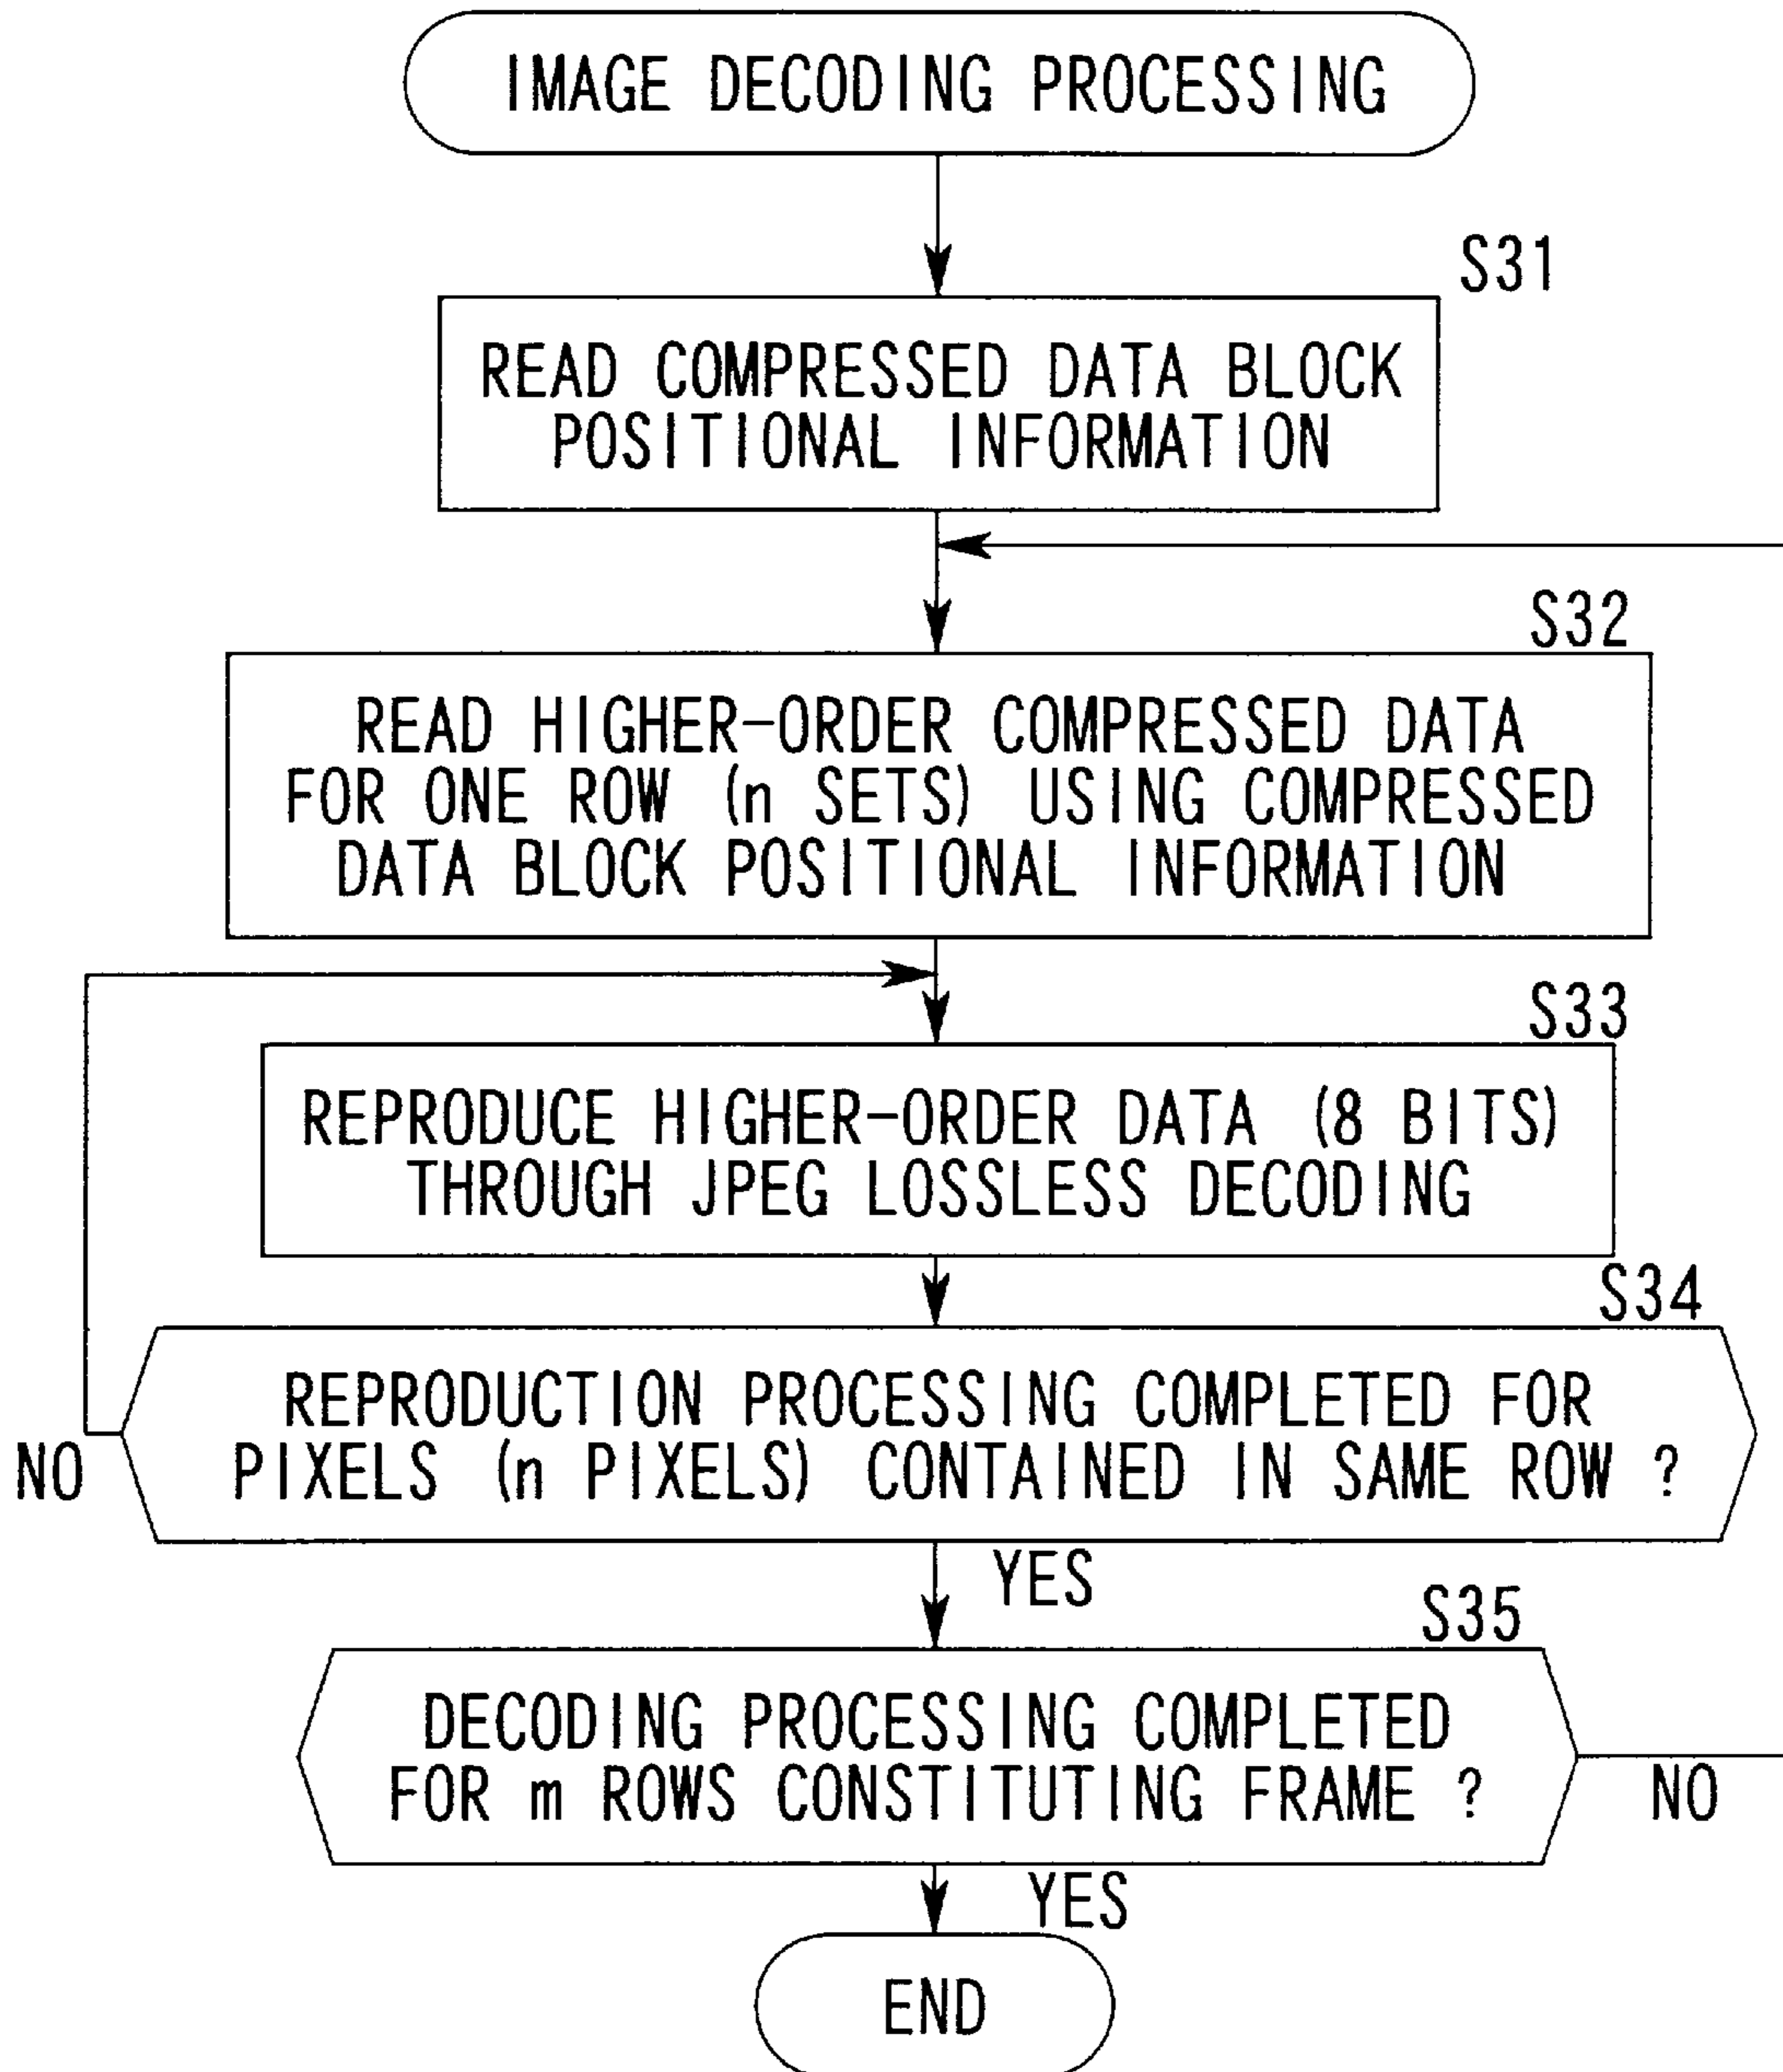 IMAGE DECODING PROCESSING
S31
READ COMPRESSED DATA BLOCK
POSITIONAL INFORMATION
S32
READ HIGHER-ORDER COMPRESSED DATA
FOR ONE ROW (n SETS) USING COMPRESSED
DATA BLOCK POSITIONAL INFORMATION
S33
REPRODUCE HIGHER-ORDER DATA (8 BITS)
THROUGH JPEG LOSSLESS DECODING
S34
REPRODUCTION PROCESSING COMPLETED FOR
PIXELS (n PIXELS) CONTAINED IN SAME ROW ?
NO
YES
S35
DECODING PROCESSING COMPLETED
FOR m ROWS CONSTITUTING FRAME ?
NO
YES
END